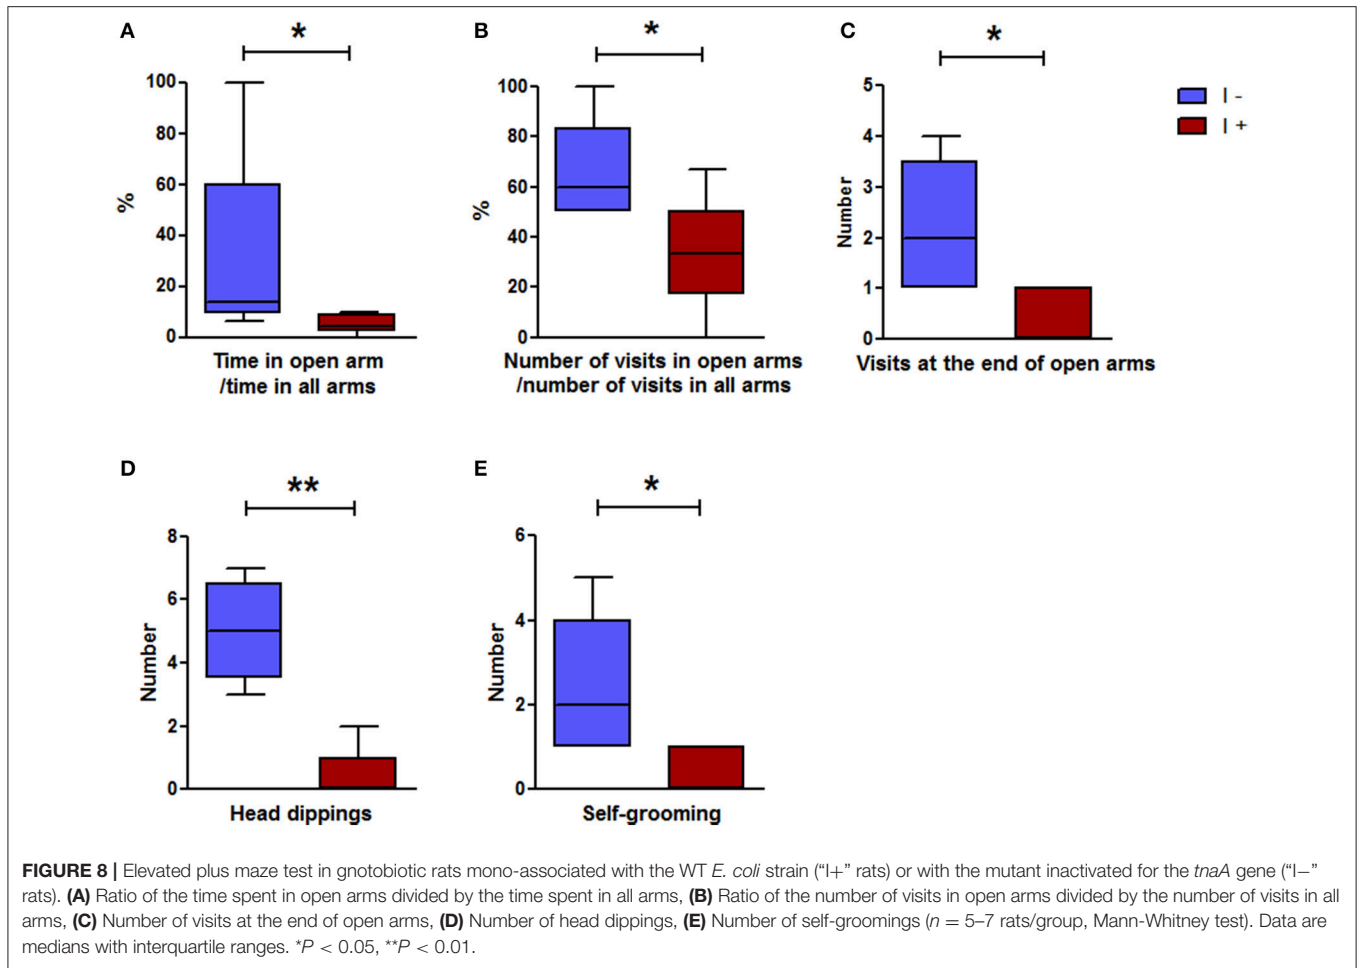 A
*
100
80
60
40
20
0
%
Time in open arm
/time in all arms
B
*
100
80
60
40
20
0
%
Number of visits in open arms
/number of visits in all arms
C
*
5
4
3
2
1
0
Number
Visits at the end of open arms
I -
I +
D
**
8
6
4
2
0
Number
Head dippings
E
*
6
4
2
0
Number
Self-grooming
FIGURE 8 | Elevated plus maze test in gnotobiotic rats mono-associated with the WT E. coli strain (“I+” rats) or with the mutant inactivated for the tnaA gene (“I−”
rats). (A) Ratio of the time spent in open arms divided by the time spent in all arms, (B) Ratio of the number of visits in open arms divided by the number of visits in all
arms, (C) Number of visits at the end of open arms, (D) Number of head dippings, (E) Number of self-groomings (n = 5–7 rats/group, Mann-Whitney test). Data are
medians with interquartile ranges. *P < 0.05, **P < 0.01.